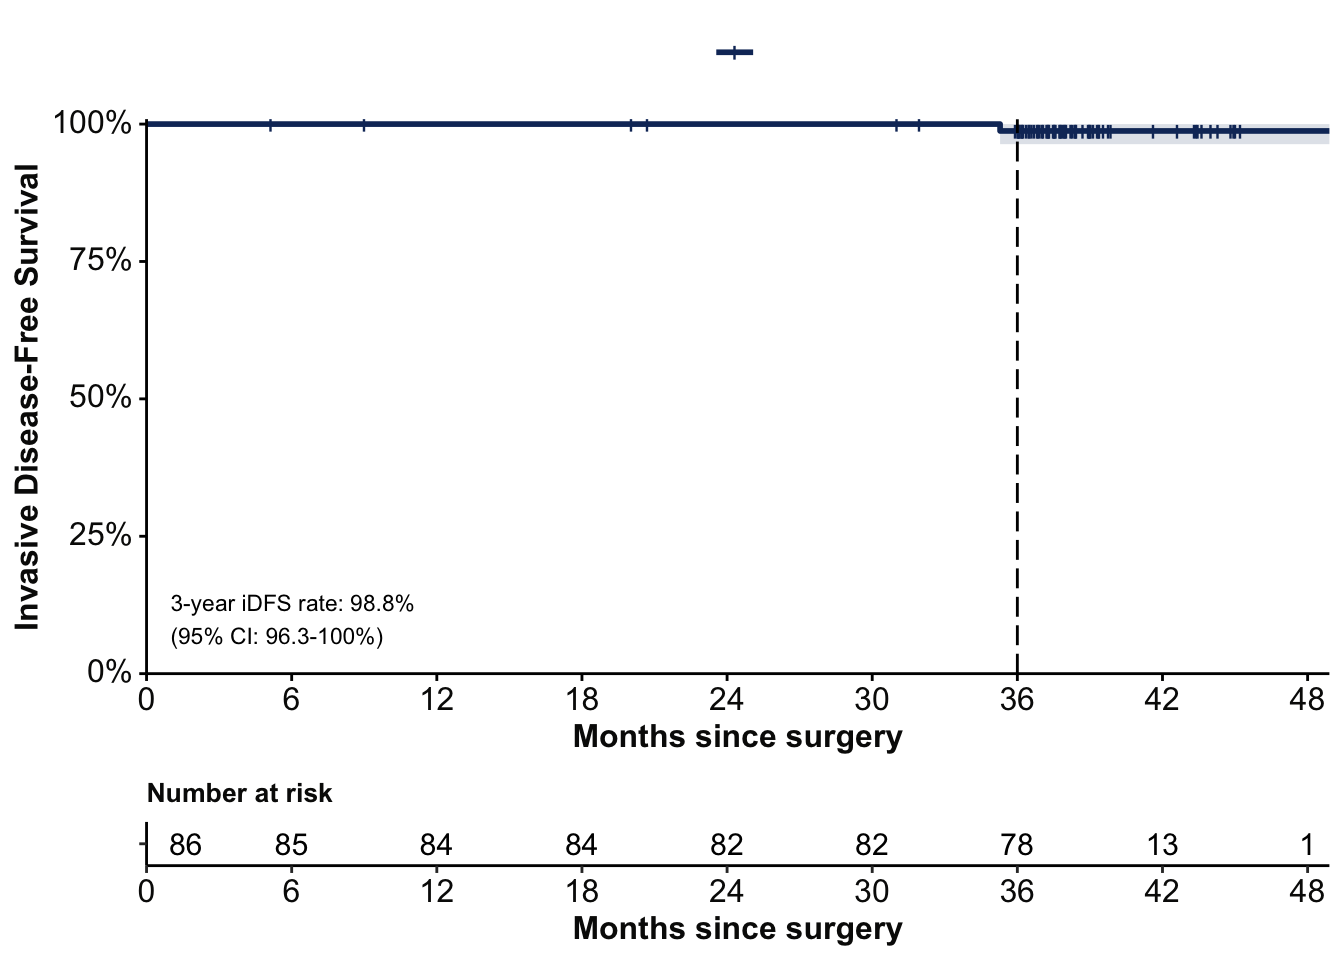 100%
75%
50%
25%
0%
Invasive Disease-Free Survival
3-year iDFS rate: 98.8%
(95% CI: 96.3-100%)
0 6 12 18 24 30 36 42 48
Months since surgery
Number at risk
86 85 84 84 82 82 78 13 1
0 6 12 18 24 30 36 42 48
Months since surgery